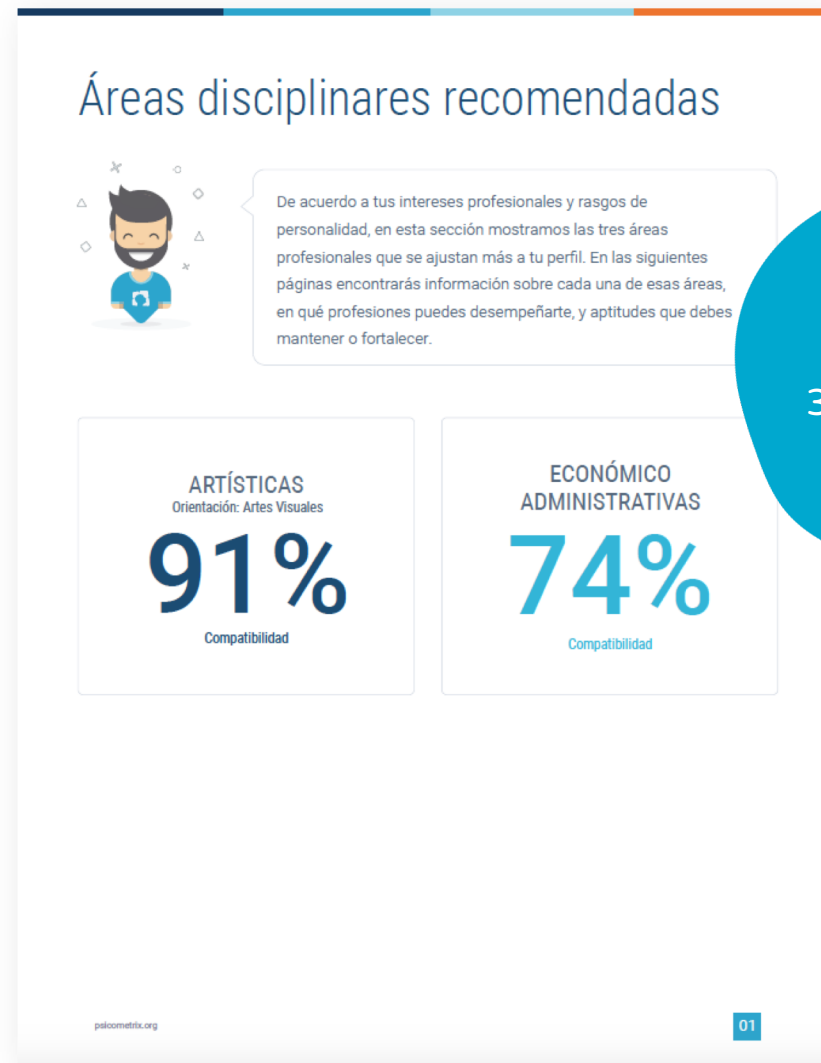 Áreas disciplinares recomendadas
De acuerdo a tus intereses profesionales y rasgos de
personalidad, en esta sección mostramos las tres áreas
profesionales que se ajustan más a tu perfil. En las siguientes
páginas encontrarás información sobre cada una de esas áreas,
en qué profesiones puedes desempeñarte, y aptitudes que debes
mantener o fortalecer.
ARTÍSTICAS
Orientación: Artes Visuales
91%
Compatibilidad
ECONÓMICO
ADMINISTRATIVAS
74%
Compatibilidad
psicometrix.org
01